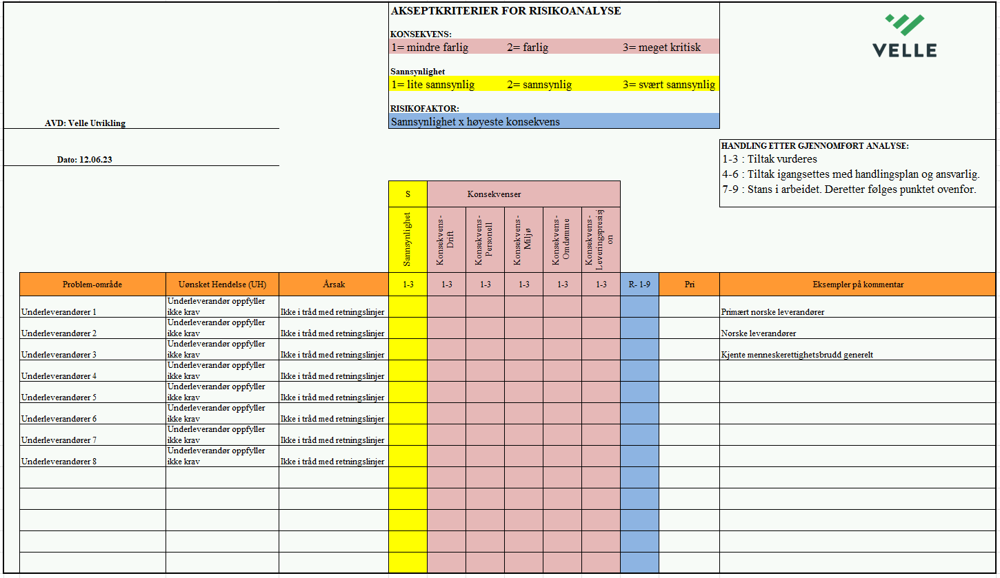 AKSEPTKRITERIER FOR RISIKOANALYSE
KONSEKVENS:
1= mindre farlig 2= farlig 3= meget kritisk
Sannsynlighet
1= lite sannsynlig 2= sannsynlig 3= svært sannsynlig
RISIKOFAKTOR:
Sannsynlighet x høyeste konsekvens
VELLE
AVD: Velle Utvikling
Dato: 12.06.23
HANDLING ETTER GJENNOMFØRT ANALYSE:
1-3 : Tiltak vurderes
4-6 : Tiltak igangsettes med handlingsplan og ansvarlig.
7-9 : Stans i arbeidet. Deretter følges punktet ovenfor.
S Konsekvenser
Sannsynlighet
Konsekvens -
Drift
Konsekvens -
Personell
Konsekvens -
Miljø
Konsekvens -
Omdømme
Konsekvens -
Leveringspresisj
on
Problem-område Uønsket Hendelse (UH) Årsak 1-3 1-3 1-3 1-3 1-3 1-3 R- 1-9 Pri Eksempler på kommentar
Underleverandør oppfyller
Underleverandører 1 ikke krav Ikke i tråd med retningslinjer Primært norske leverandører
Underleverandør oppfyller
Underleverandører 2 ikke krav Ikke i tråd med retningslinjer Norske leverandører
Underleverandør oppfyller
Underleverandører 3 ikke krav Ikke i tråd med retningslinjer Kjente menneskerettighetsbrudd generelt
Underleverandør oppfyller
Underleverandører 4 ikke krav Ikke i tråd med retningslinjer
Underleverandør oppfyller
Underleverandører 5 ikke krav Ikke i tråd med retningslinjer
Underleverandør oppfyller
Underleverandører 6 ikke krav Ikke i tråd med retningslinjer
Underleverandør oppfyller
Underleverandører 7 ikke krav Ikke i tråd med retningslinjer
Underleverandør oppfyller
Underleverandører 8 ikke krav Ikke i tråd med retningslinjer